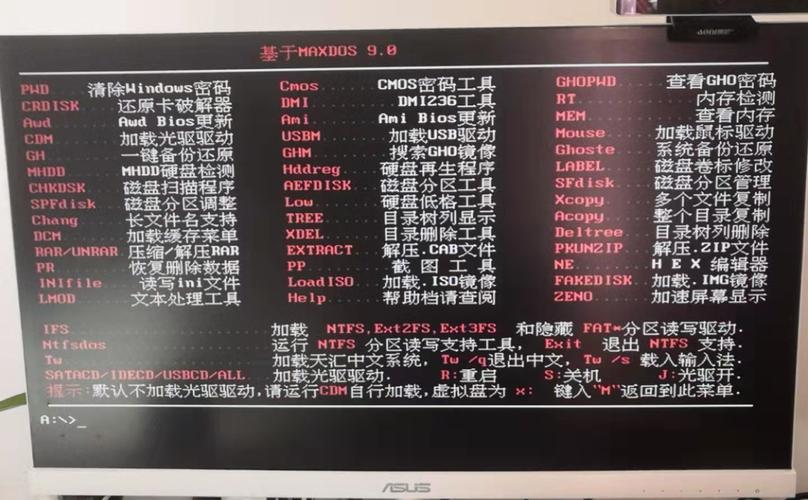 基于MAXDOS 9.0
PWD 清除Windows密码 Cmos CMOS密码工具 GHOPWD 查看GHO密码
CRDISK 还原卡破解器 DMI DMI236工具 RT 内存检测
Awd Awd Bios更新 Ami Ami Bios更新 MEM 查看内存
CDM 加载光驱驱动 USBM 加载USB驱动 Mouse 加载鼠标驱动
GH 一键备份还原 GHM 搜索GHO镜像 Ghoste 系统备份还原
MHDD MHDD硬盘检测 Hddreg 硬盘再生程序 LABEL 磁盘卷标修改
CHKDSK 磁盘扫描程序 AEFDISK 磁盘分区工具 SFdisk 磁盘分区管理
SPFdisk 磁盘分区调整 Low 硬盘低格工具 Xcopy 多个文件复制
Chang 长文件名支持 TREE 目录树列显示 Acopy 整个目录复制
DCM 加载缓存菜单 XDEL 目录删除工具 Deltree 目录树列删除
RAR/UNRAR 压缩/解压RAR EXTRACT 解压.CAB文件 PKUNZIP 解压.ZIP文件
PR 恢复删除数据 PP 截 图 工 具 NE H E X 编辑器
INIfile 读写ini文件 LoadISO 加载.ISO镜像 FAKEDISK 加载.IMG镜像
LMOD 文本处理工具 Help 帮助档请查阅 ZENO 加速屏幕显示
IFS 加载 NTFS,Ext2FS,Ext3FS 和隐藏 FAT*分区读写驱动.
Ntfsdos 运行 NTFS 分区读写支持工具, Exit 退出 NTFS 支持.
Tw 加载天汇中文系统, Tw /q退出中文, Tw /s 载入输入法.
SATACD/IDECD/USBCD/ALL 加载光驱驱动. R:重启 S:关机 J:光驱开.
提示:默认不加载光驱驱动,请运行CDM自行加载,虚拟盘为 x: 键入"M"返回到此菜单.
A:\>_
ASUS